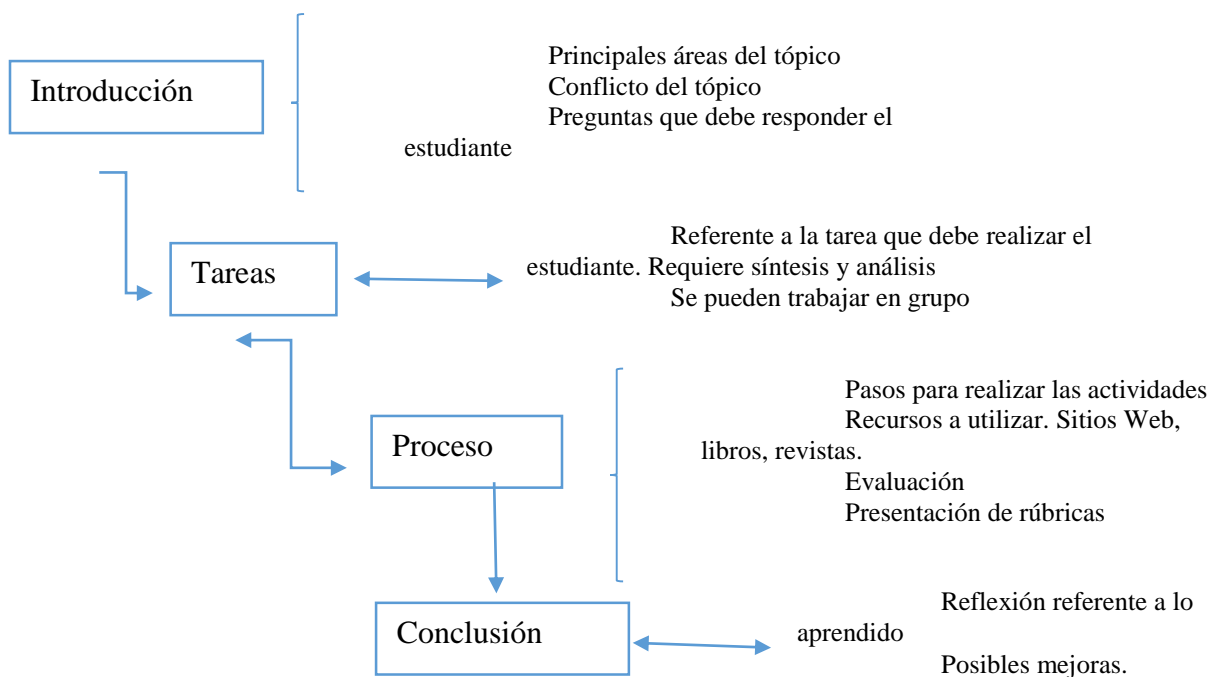 Introducción
Principales áreas del tópico
Conflicto del tópico
Preguntas que debe responder el
estudiante
Tareas
Referente a la tarea que debe realizar el
estudiante. Requiere síntesis y análisis
Se pueden trabajar en grupo
Proceso
Pasos para realizar las actividades
Recursos a utilizar. Sitios Web,
libros, revistas.
Evaluación
Presentación de rúbricas
Conclusión
Reflexión referente a lo
aprendido
Posibles mejoras.